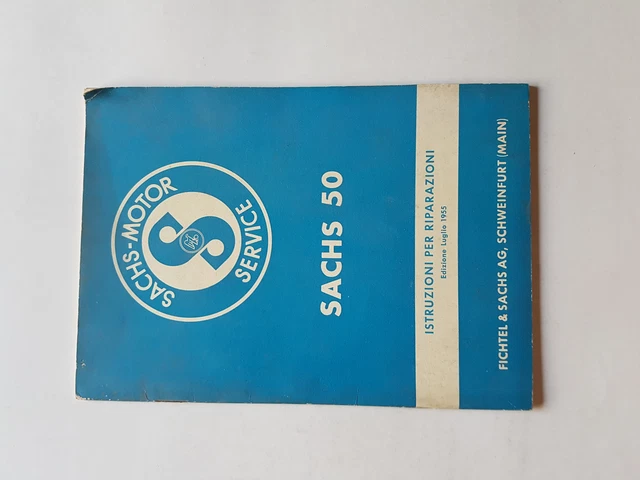 SACHS-MOTOR
SERVICE
SACHS 50
ISTRUZIONI PER RIPARAZIONI
Edizione Luglio 1955
FICHTEL & SACHS AG, SCHWEINFURT (MAIN)